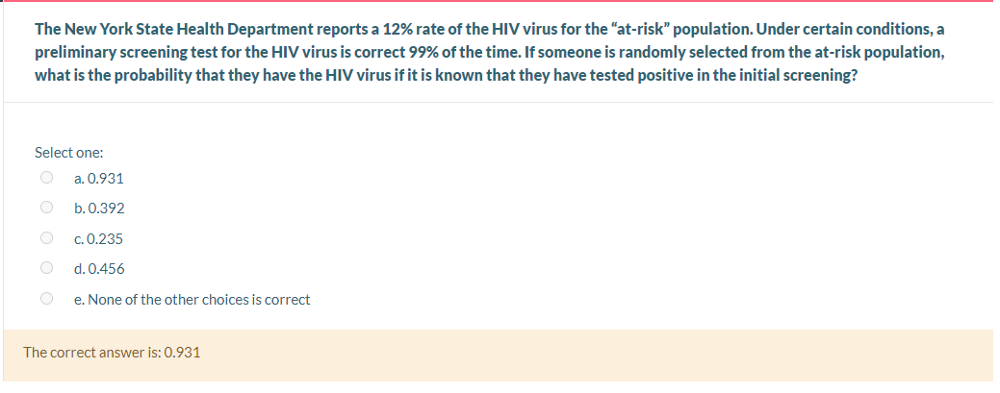 The New York State Health Department reports a 12% rate of the HIV virus for the “at-risk” population. Under certain conditions, a
preliminary screening test for the HIV virus is correct 99% of the time. If someone is randomly selected from the at-risk population,
what is the probability that they have the HIV virus if it is known that they have tested positive in the initial screening?
Select one:
a. 0.931
b. 0.392
c. 0.235
d. 0.456
e. None of the other choices is correct
The correct answer is: 0.931